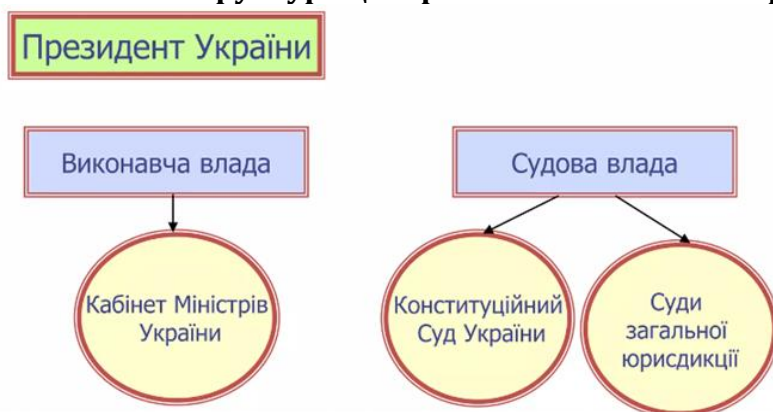 Президент України
Виконавча влада
Судова влада
Кабінет Міністрів
України
Конституційний
Суд України
Суди
загальної
юрисдикції